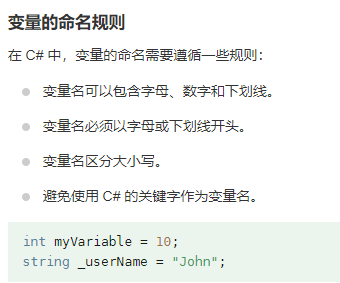 变量的命名规则
在 C# 中，变量的命名需要遵循一些规则：
变量名可以包含字母、数字和下划线。
变量名必须以字母或下划线开头。
变量名区分大小写。
避免使用 C# 的关键字作为变量名。
int myVariable = 10;
string _userName = "John";